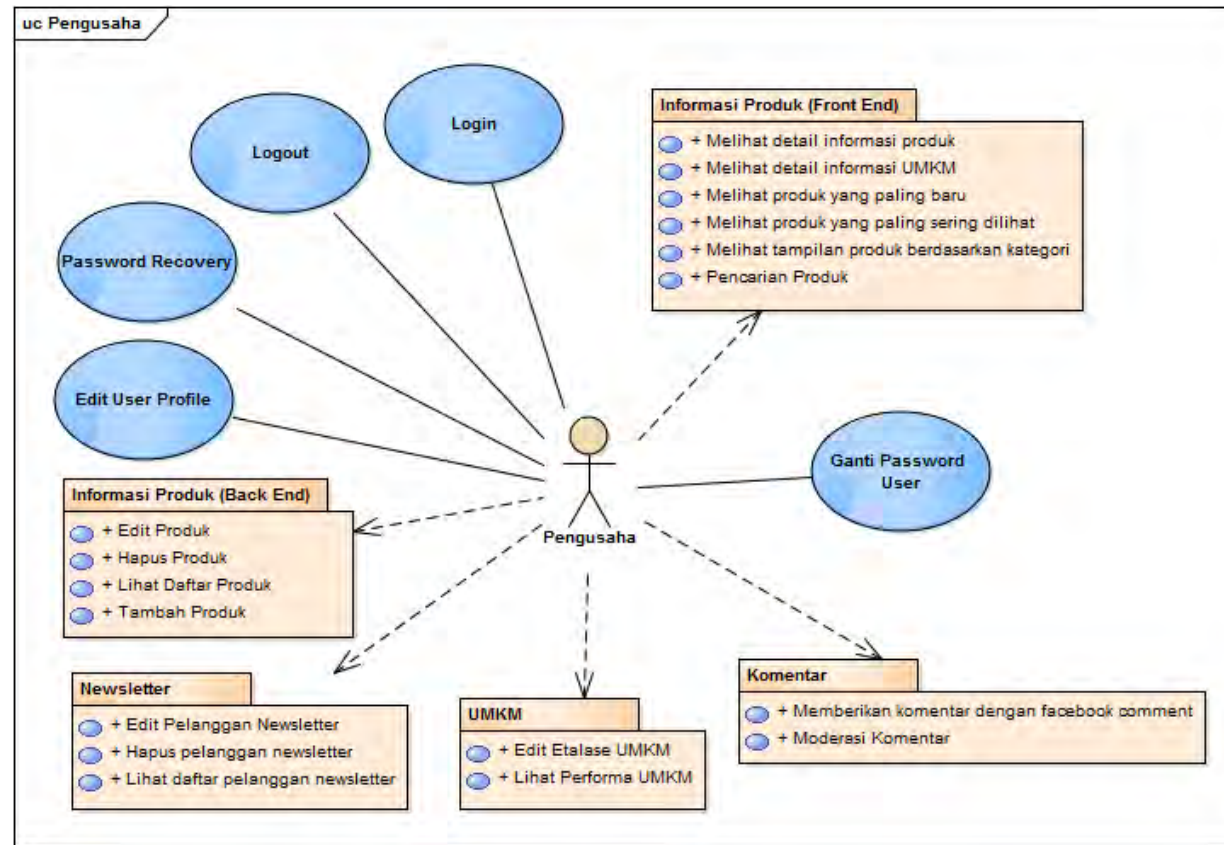 uc Pengusaha
Login
Logout
Password Recovery
Edit User Profile
Informasi Produk (Front End)
+ Melihat detail informasi produk
+ Melihat detail informasi UMKM
+ Melihat produk yang paling baru
+ Melihat produk yang paling sering dilihat
+ Melihat tampilan produk berdasarkan kategori
+ Pencarian Produk
Ganti Password
User
Pengusaha
Informasi Produk (Back End)
+ Edit Produk
+ Hapus Produk
+ Lihat Daftar Produk
+ Tambah Produk
Newsletter
+ Edit Pelanggan Newsletter
+ Hapus pelanggan newsletter
+ Lihat daftar pelanggan newsletter
UMKM
+ Edit Etalase UMKM
+ Lihat Performa UMKM
Komentar
+ Memberikan komentar dengan facebook comment
+ Moderasi Komentar